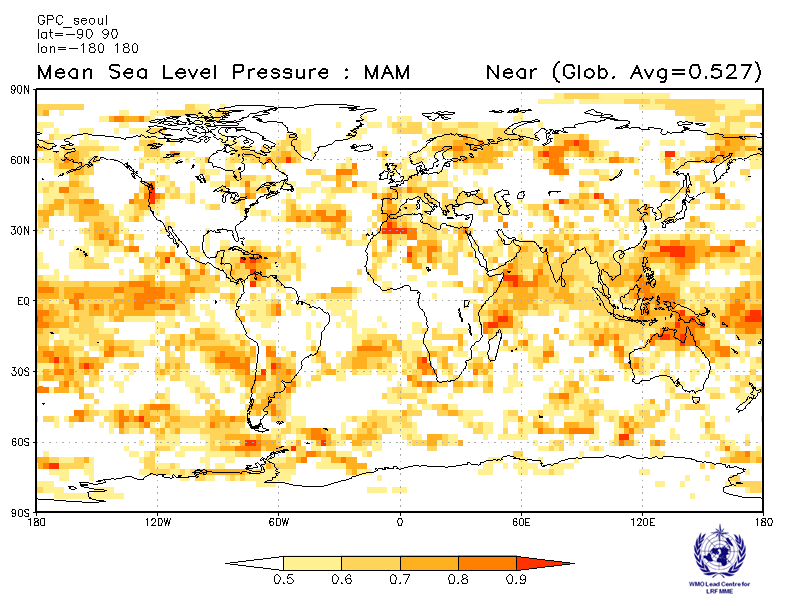 GPC_seoul
lat=-90 90
lon=-180 180
Mean Sea Level Pressure : MAM Near (Glob. Avg=0.527)
90N
60N
30N
EQ
30S
60S
90S
180 120W 60W 0 60E 120E 180
0.5 0.6 0.7 0.8 0.9
WMO Lead Centre for
LRF MME